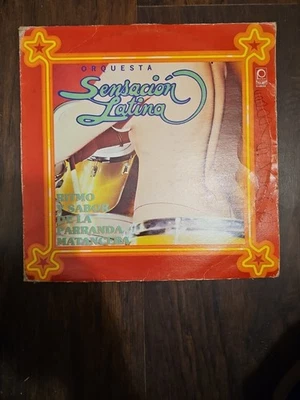 ORQUESTA
Sensación
Latina
RITMO
Y SABOR
DE LA
PARRANDA
MATANCERA